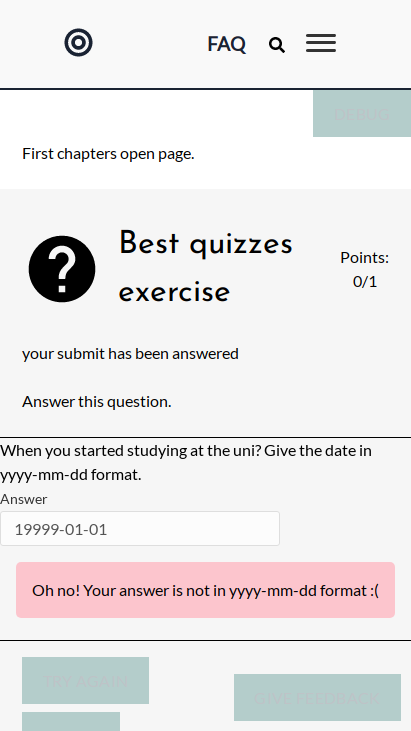 FAQ
DEBUG
First chapters open page.
Best quizzes
exercise
Points:
0/1
your submit has been answered
Answer this question.
When you started studying at the uni? Give the date in
yyyy-mm-dd format.
Answer
19999-01-01
Oh no! Your answer is not in yyyy-mm-dd format :(
TRY AGAIN
GIVE FEEDBACK